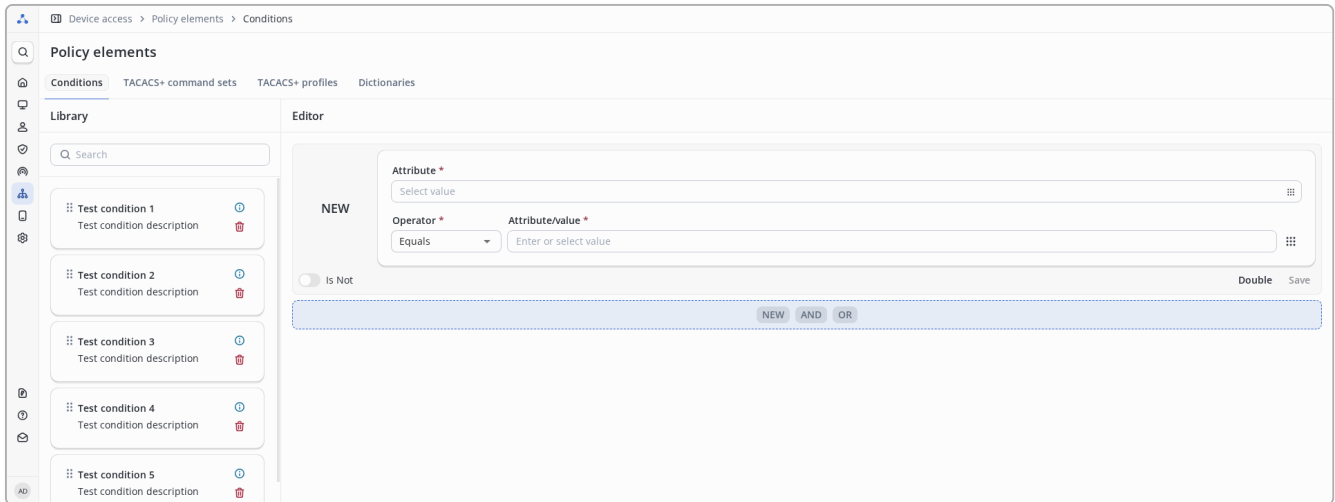 Device access > Policy elements > Conditions
Policy elements
Conditions TACACS+ command sets TACACS+ profiles Dictionaries
Library
Search
Test condition 1
Test condition description
Test condition 2
Test condition description
Test condition 3
Test condition description
Test condition 4
Test condition description
Test condition 5
Test condition description
Editor
NEW
Attribute *
Select value
Operator * Attribute/value *
Equals Enter or select value
Is Not Double Save
NEW AND OR
AD